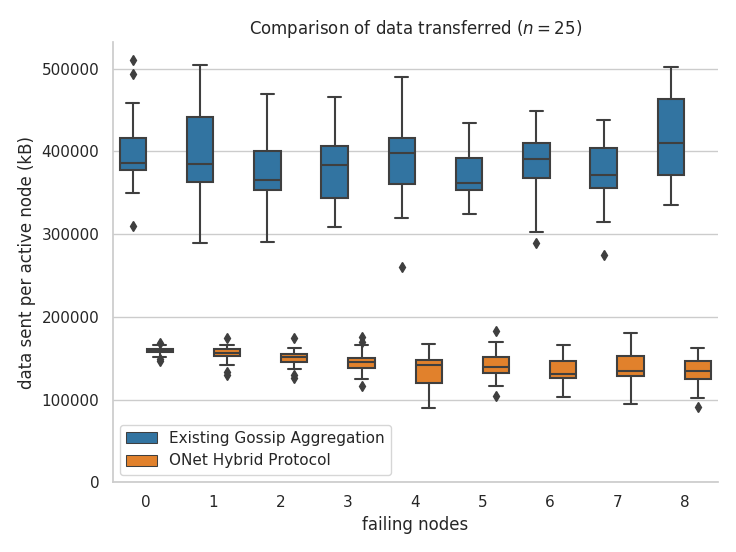 Comparison of data transferred (n = 25)
data sent per active node (kB)
500000
400000
300000
200000
100000
0
Existing Gossip Aggregation
ONet Hybrid Protocol
0 1 2 3 4 5 6 7 8
failing nodes